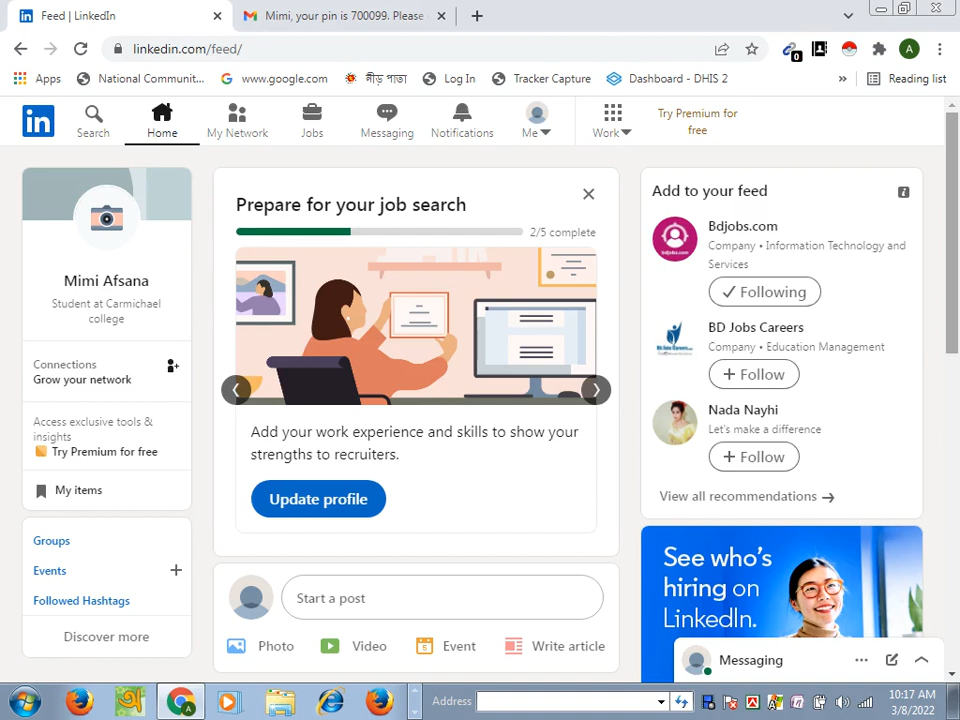 Feed | LinkedIn
Mimi, your pin is 700099. Please
linkedin.com/feed/
0
A
Apps
National Communit...
www.google.com
নীড় পাতা
Log In
Tracker Capture
Dashboard - DHIS 2
»
Reading list
in
Search
Home
My Network
Jobs
Messaging
Notifications
Me
Work
Try Premium for
free
Mimi Afsana
Student at Carmichael
college
Connections
Grow your network
Access exclusive tools &
insights
Try Premium for free
My items
Groups
Events
Followed Hashtags
Discover more
Prepare for your job search
2/5 complete
Add your work experience and skills to show your
strengths to recruiters.
Update profile
Start a post
Photo
Video
Event
Write article
Add to your feed
Bdjobs.com
Company • Information Technology and
Services
Following
BD Jobs Careers
Company • Education Management
Follow
Nada Nayhi
Let's make a difference
Follow
View all recommendations
See who's
hiring on
LinkedIn.
Messaging
Address
10:17 AM
3/8/2022